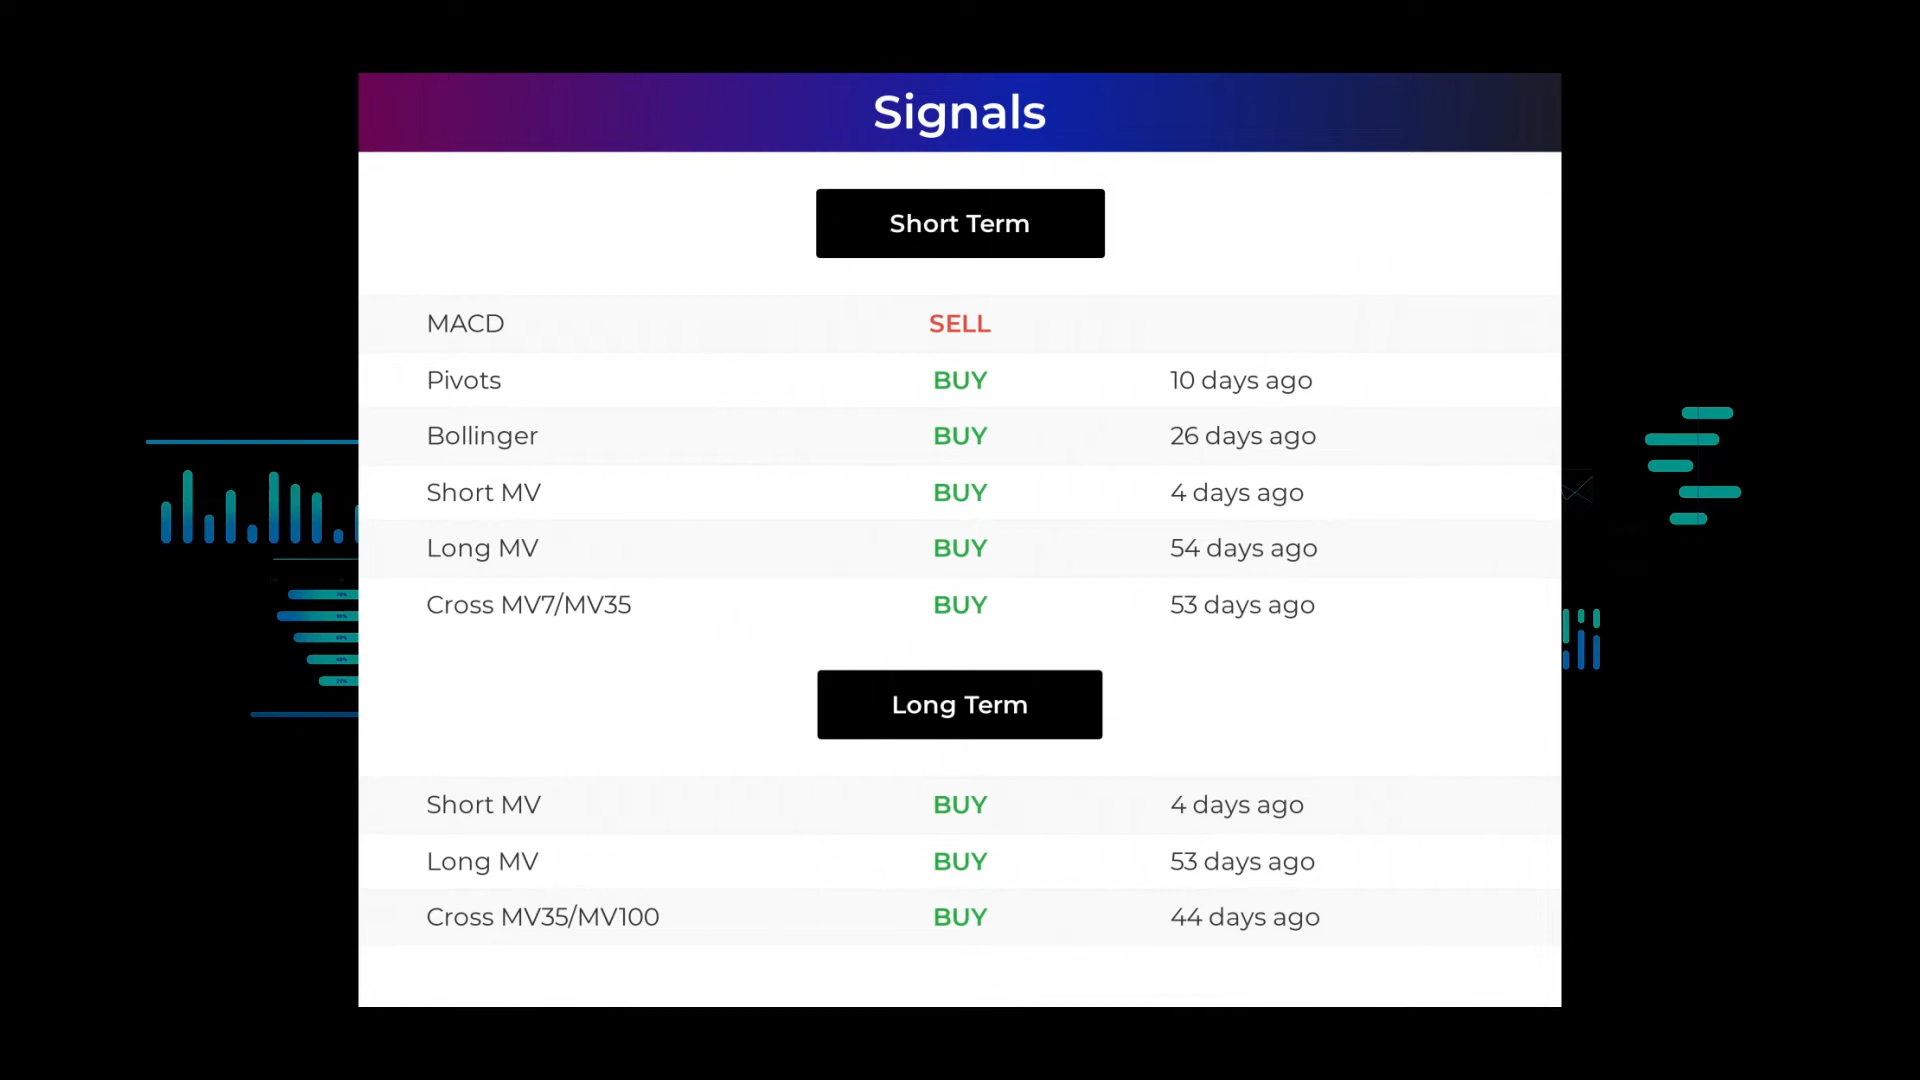 Signals
Short Term
MACD SELL
Pivots BUY 10 days ago
Bollinger BUY 26 days ago
Short MV BUY 4 days ago
Long MV BUY 54 days ago
Cross MV7/MV35 BUY 53 days ago
Long Term
Short MV BUY 4 days ago
Long MV BUY 53 days ago
Cross MV35/MV100 BUY 44 days ago